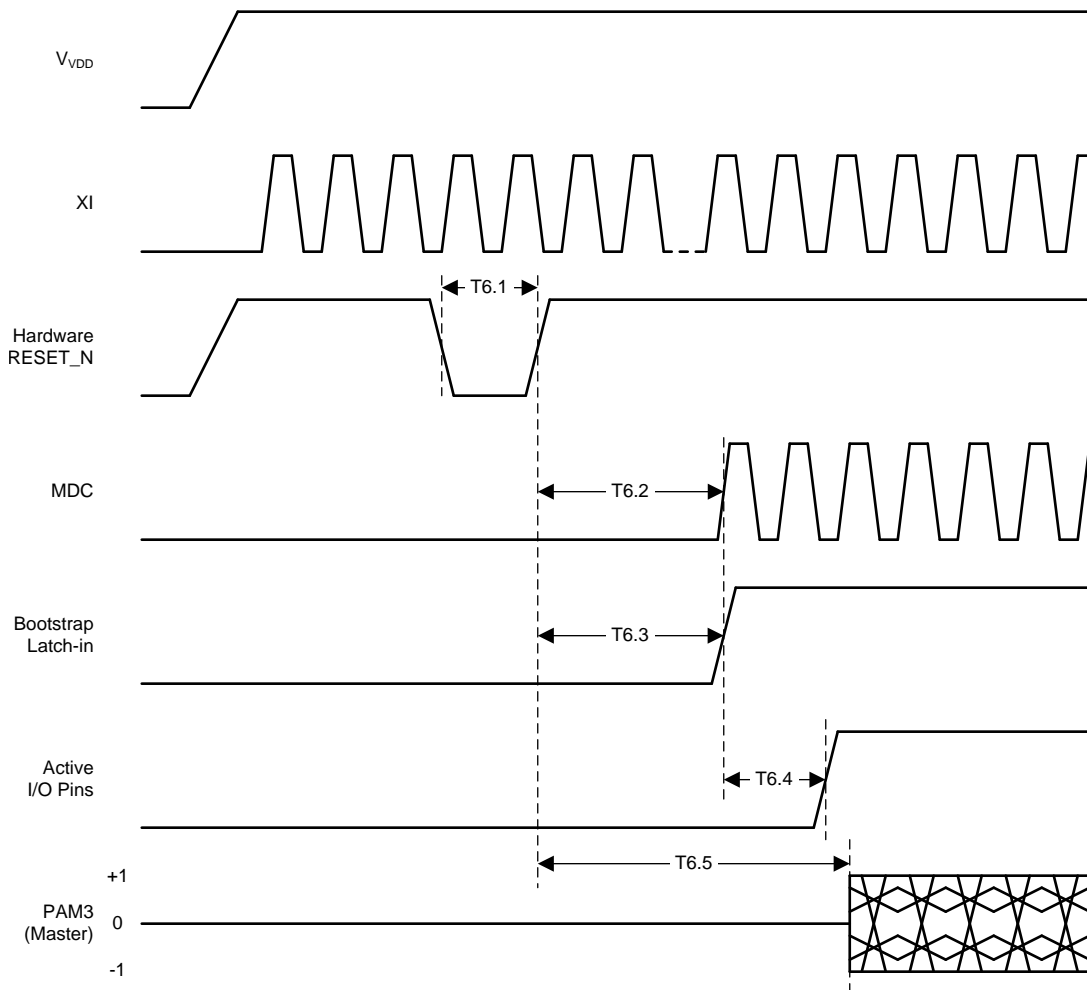 VVDD
XI
T6.1
Hardware
RESET_N
MDC
T6.2
Bootstrap
Latch-in
T6.3
Active
I/O Pins
T6.4
T6.5
+1
PAM3
(Master)
0
-1